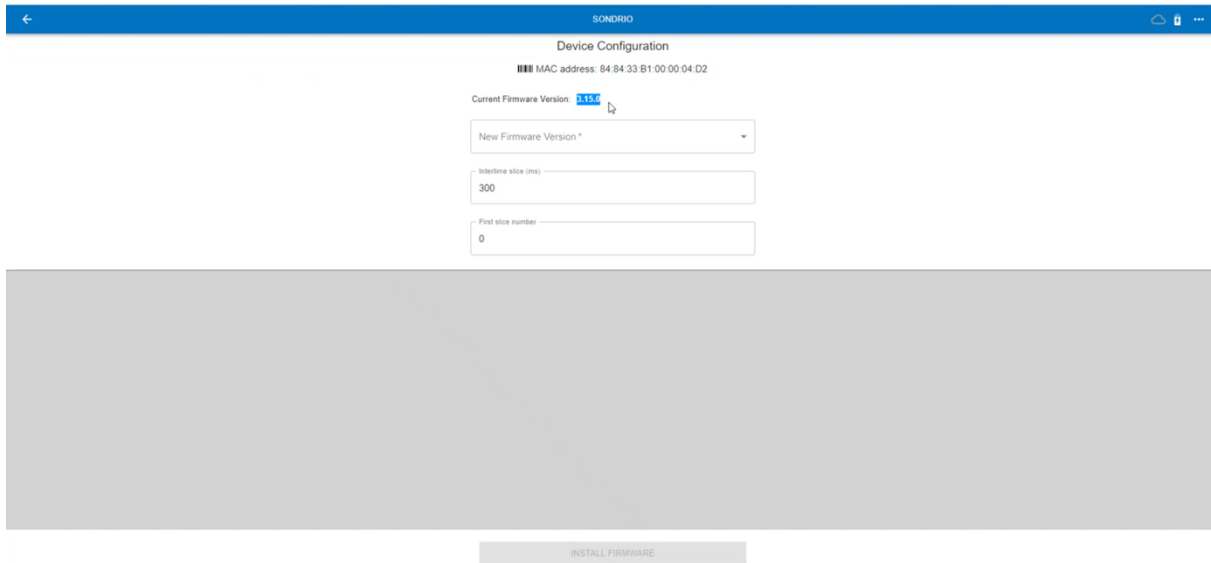 SONDRIO
Device Configuration
MAC address: 84:84:33:B1:00:00:04:D2
Current Firmware Version: 3.15.0
New Firmware Version *
Intertime slice (ms)
300
First slice number
0
INSTALL FIRMWARE